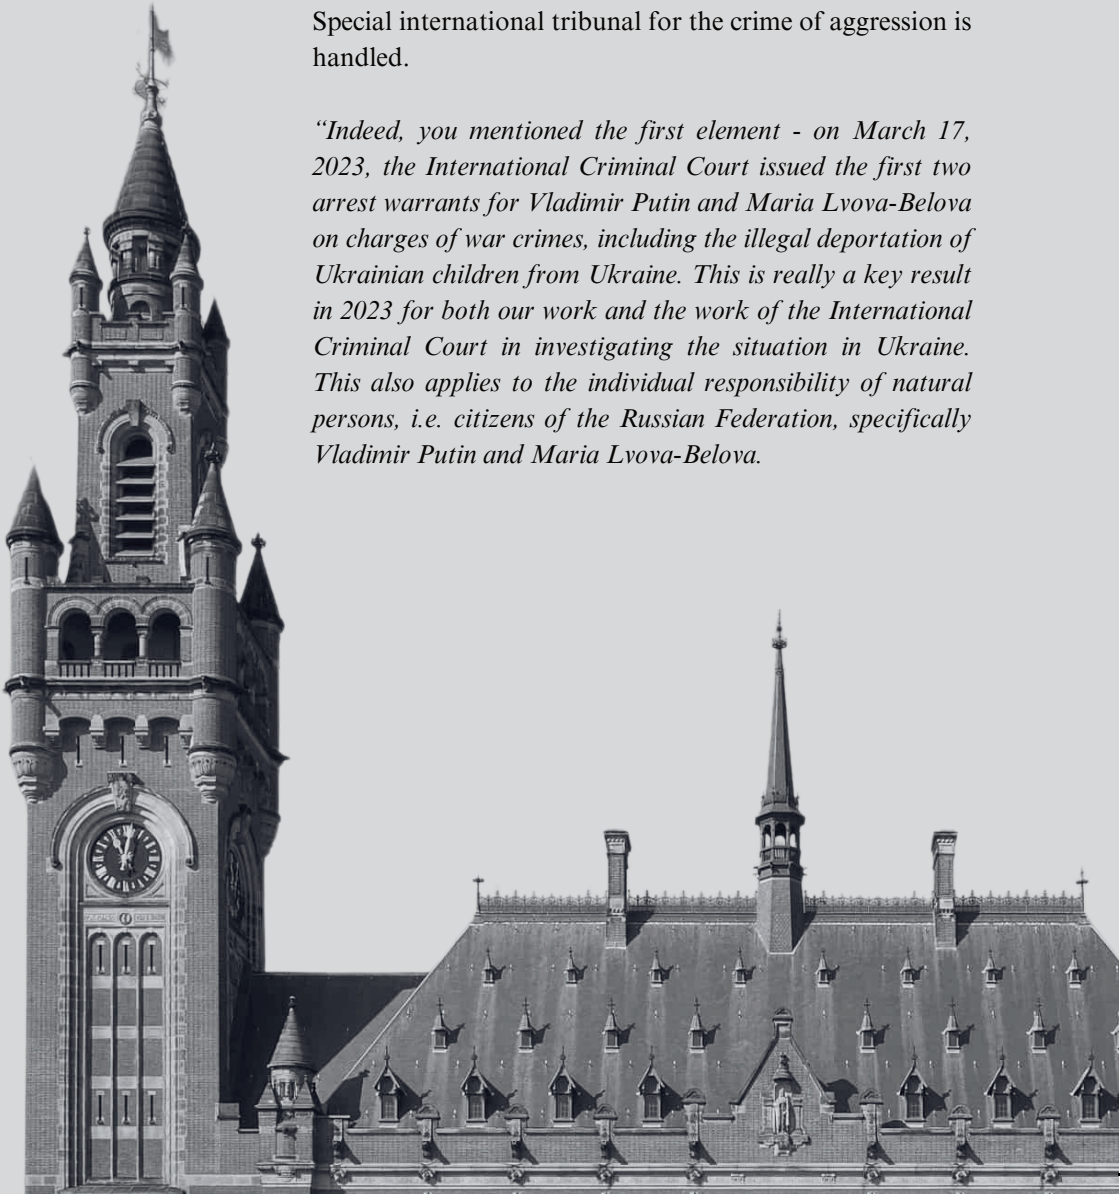 Special international tribunal for the crime of aggression is
handled.
“Indeed, you mentioned the first element - on March 17,
2023, the International Criminal Court issued the first two
arrest warrants for Vladimir Putin and Maria Lvova-Belova
on charges of war crimes, including the illegal deportation of
Ukrainian children from Ukraine. This is really a key result
in 2023 for both our work and the work of the International
Criminal Court in investigating the situation in Ukraine.
This also applies to the individual responsibility of natural
persons, i.e. citizens of the Russian Federation, specifically
Vladimir Putin and Maria Lvova-Belova.